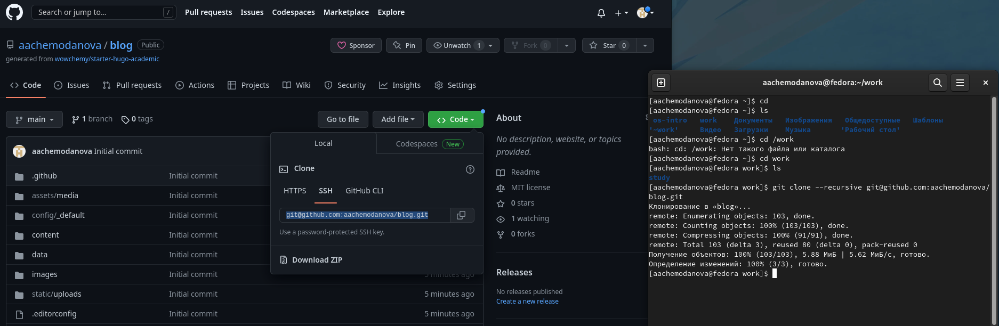 Search or jump to... /
Pull requests Issues Codespaces Marketplace Explore
aachemodanova / blog Public
generated from wowchemy/starter-hugo-academic
Sponsor Pin Unwatch 1 Fork 0 Star 0
Code Issues Pull requests Actions Projects Wiki Security Insights Settings
main 1 branch 0 tags Go to file Add file Code
aachemodanova Initial commit
.github Initial commit
assets/media Initial commit
config/_default Initial commit
content Initial commit
data Initial commit
images Initial commit 5 minutes ago
static/uploads Initial commit 5 minutes ago
.editorconfig Initial commit 5 minutes ago
Local Codespaces New
Clone
HTTPS SSH GitHub CLI
git@github.com:aachemodanova/blog.git
Use a password-protected SSH key.
Download ZIP
About
No description, website, or topics
provided.
Readme
MIT license
0 stars
1 watching
0 forks
Releases
No releases published
Create a new release
aachemodanova@fedora:~/work
[aachemodanova@fedora ~]$ cd
[aachemodanova@fedora ~]$ ls
os-intro work Документы Изображения Общедоступные Шаблоны
'~work' Видео Загрузки Музыка 'Рабочий стол'
[aachemodanova@fedora ~]$ cd /work
bash: cd: /work: Нет такого файла или каталога
[aachemodanova@fedora ~]$ cd work
[aachemodanova@fedora work]$ ls
study
[aachemodanova@fedora work]$ git clone --recursive git@github.com:aachemodanova/
blog.git
Клонирование в «blog»...
remote: Enumerating objects: 103, done.
remote: Counting objects: 100% (103/103), done.
remote: Compressing objects: 100% (91/91), done.
remote: Total 103 (delta 3), reused 80 (delta 0), pack-reused 0
Получение объектов: 100% (103/103), 5.88 МиБ | 5.62 МиБ/с, готово.
Определение изменений: 100% (3/3), готово.
[aachemodanova@fedora work]$